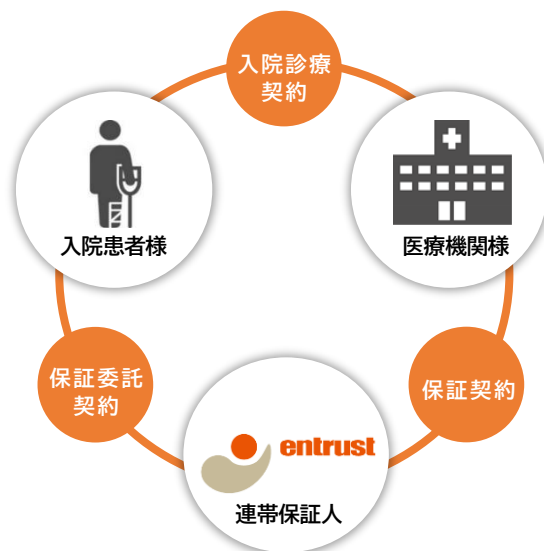 入院診療
契約
入院患者様
医療機関様
保証委託
契約
保証契約
entrust
連帯保証人